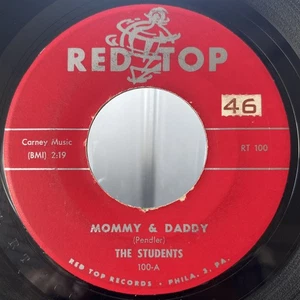 RED TOP
46
Carney Music
(BMI) 2:19
RT 100
MOMMY & DADDY
(Pendler)
THE STUDENTS
100-A
RED TOP RECORDS • PHILA. 3, PA.